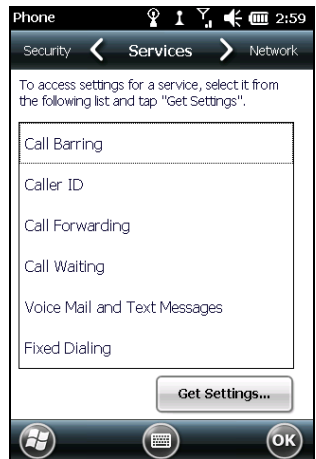 Phone 2:59
Security Services Network
To access settings for a service, select it from
the following list and tap "Get Settings".
Call Barring
Caller ID
Call Forwarding
Call Waiting
Voice Mail and Text Messages
Fixed Dialing
Get Settings...
OK